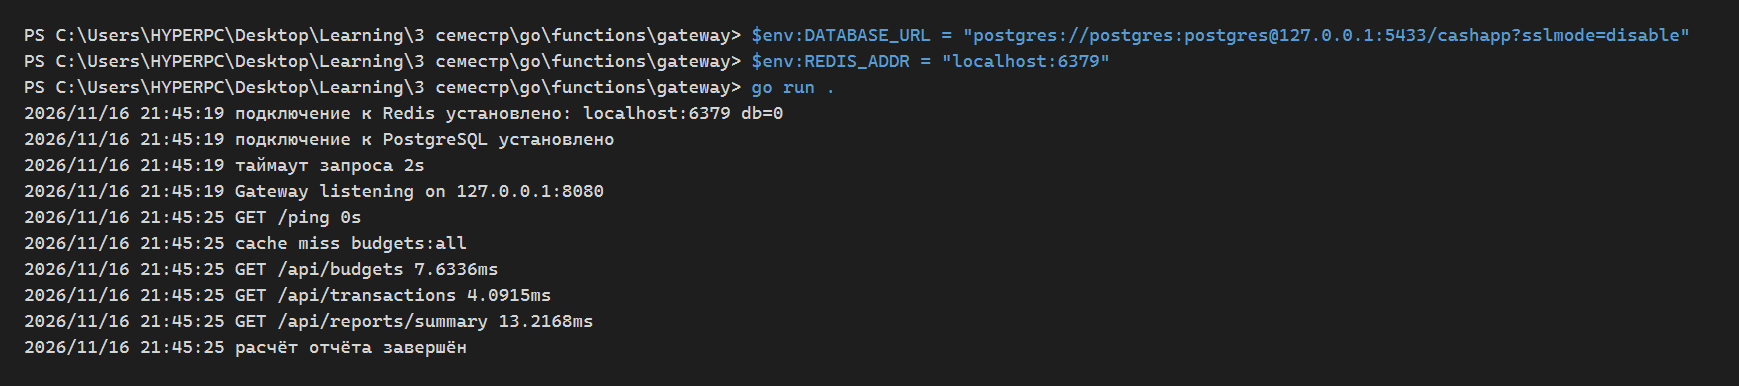 PS C:\Users\HYPERPC\Desktop\Learning\3 семестр\go\functions\gateway> $env:DATABASE_URL = "postgres://postgres:postgres@127.0.0.1:5433/cashapp?sslmode=disable"
PS C:\Users\HYPERPC\Desktop\Learning\3 семестр\go\functions\gateway> $env:REDIS_ADDR = "localhost:6379"
PS C:\Users\HYPERPC\Desktop\Learning\3 семестр\go\functions\gateway> go run .
2026/11/16 21:45:19 подключение к Redis установлено: localhost:6379 db=0
2026/11/16 21:45:19 подключение к PostgreSQL установлено
2026/11/16 21:45:19 таймаут запроса 2s
2026/11/16 21:45:19 Gateway listening on 127.0.0.1:8080
2026/11/16 21:45:25 GET /ping 0s
2026/11/16 21:45:25 cache miss budgets:all
2026/11/16 21:45:25 GET /api/budgets 7.6336ms
2026/11/16 21:45:25 GET /api/transactions 4.0915ms
2026/11/16 21:45:25 GET /api/reports/summary 13.2168ms
2026/11/16 21:45:25 расчёт отчёта завершён